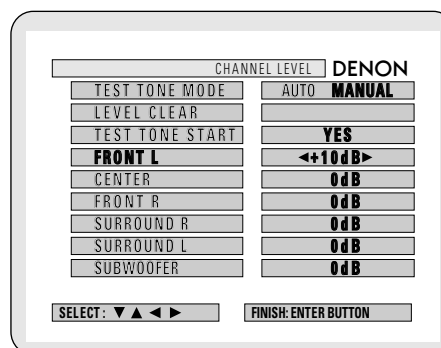 CHANNEL LEVEL DENON
TEST TONE MODE AUTO MANUAL
LEVEL CLEAR
TEST TONE START YES
FRONT L ◄+10dB►
CENTER 0dB
FRONT R 0dB
SURROUND R 0dB
SURROUND L 0dB
SUBWOOFER 0dB
SELECT: ▼ ▲ ◄ ► FINISH: ENTER BUTTON